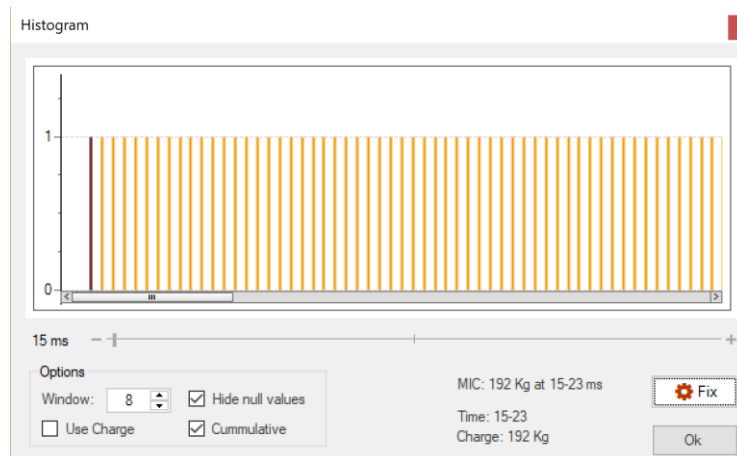 Histogram
1
0
15 ms
Options
Window: 8 Hide null values
Use Charge Cummulative
MIC: 192 Kg at 15-23 ms
Time: 15-23
Charge: 192 Kg
Fix
Ok